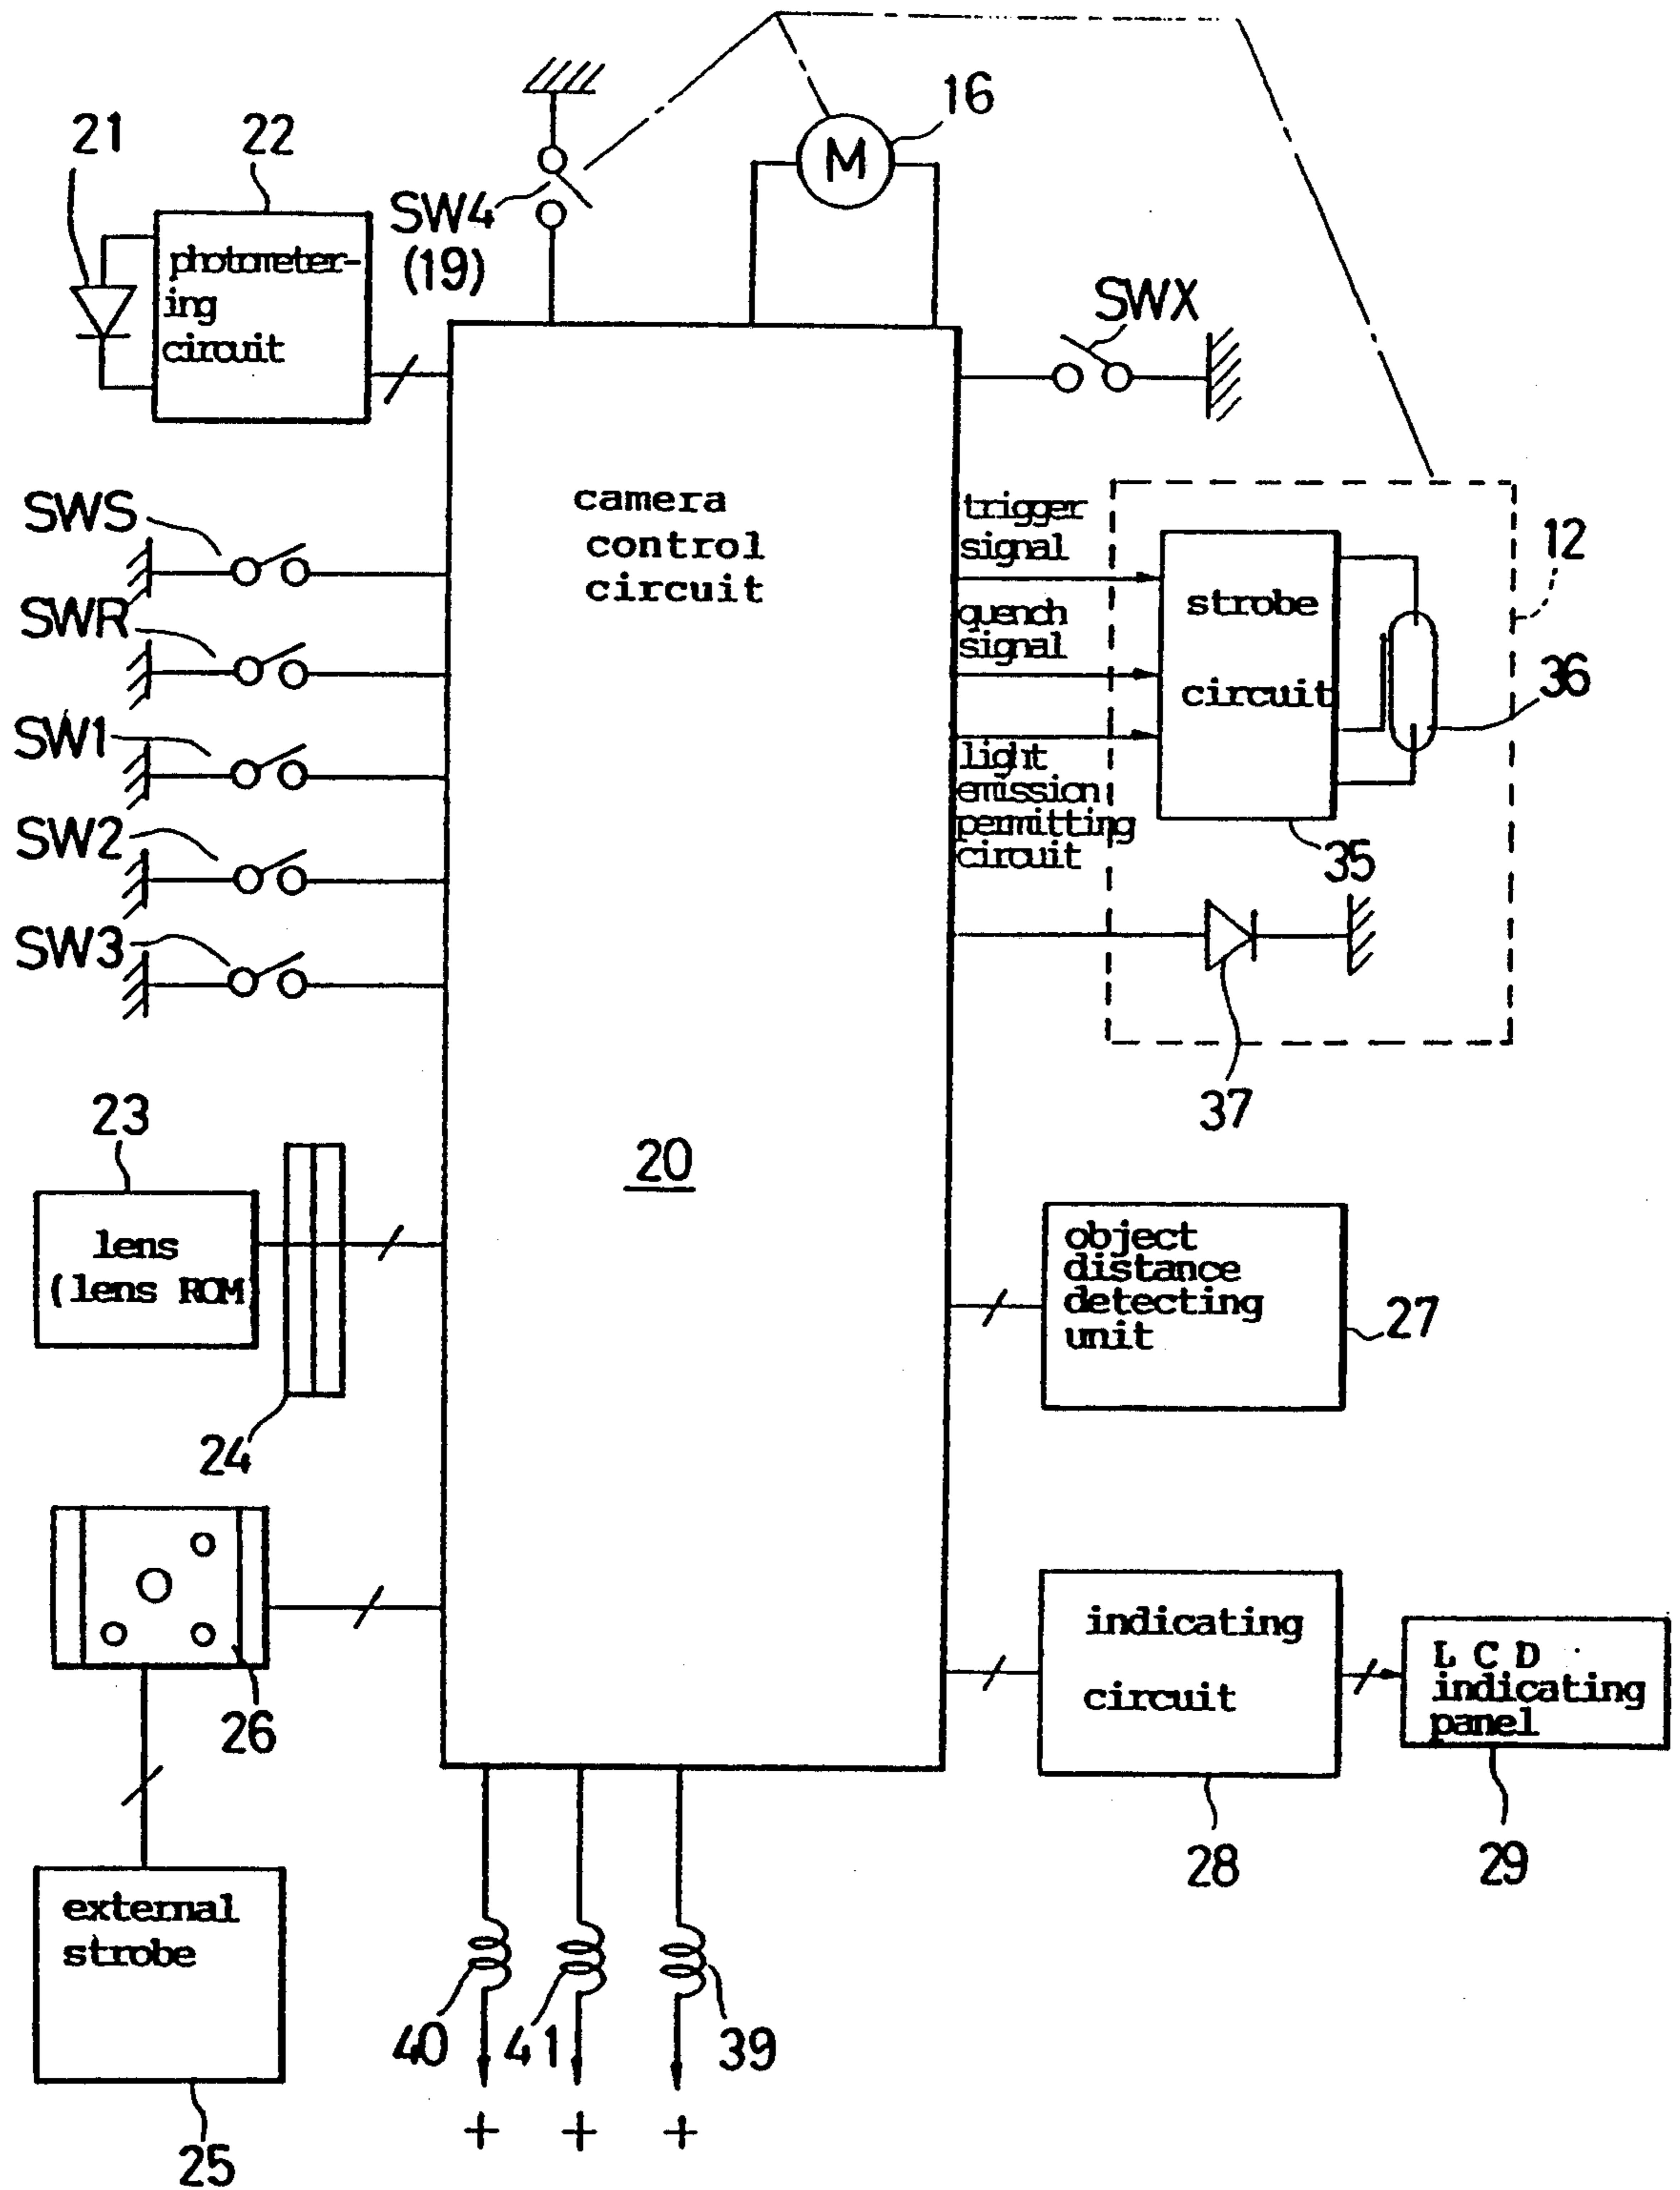 16
M
21
22
SW4
(19)
photometer-
ing
circuit
SWX
SWS
SWR
SW1
SW2
SW3
camera
control
circuit
20
trigger
signal
quench
signal
light
emission
permitting
circuit
strobe
circuit
12
36
35
37
23
lens
(lens ROM
24
object
distance
detecting
unit
27
26
indicating
circuit
28
L C D
indicating
panel
29
external
strobe
25
40
41
39
+ + +